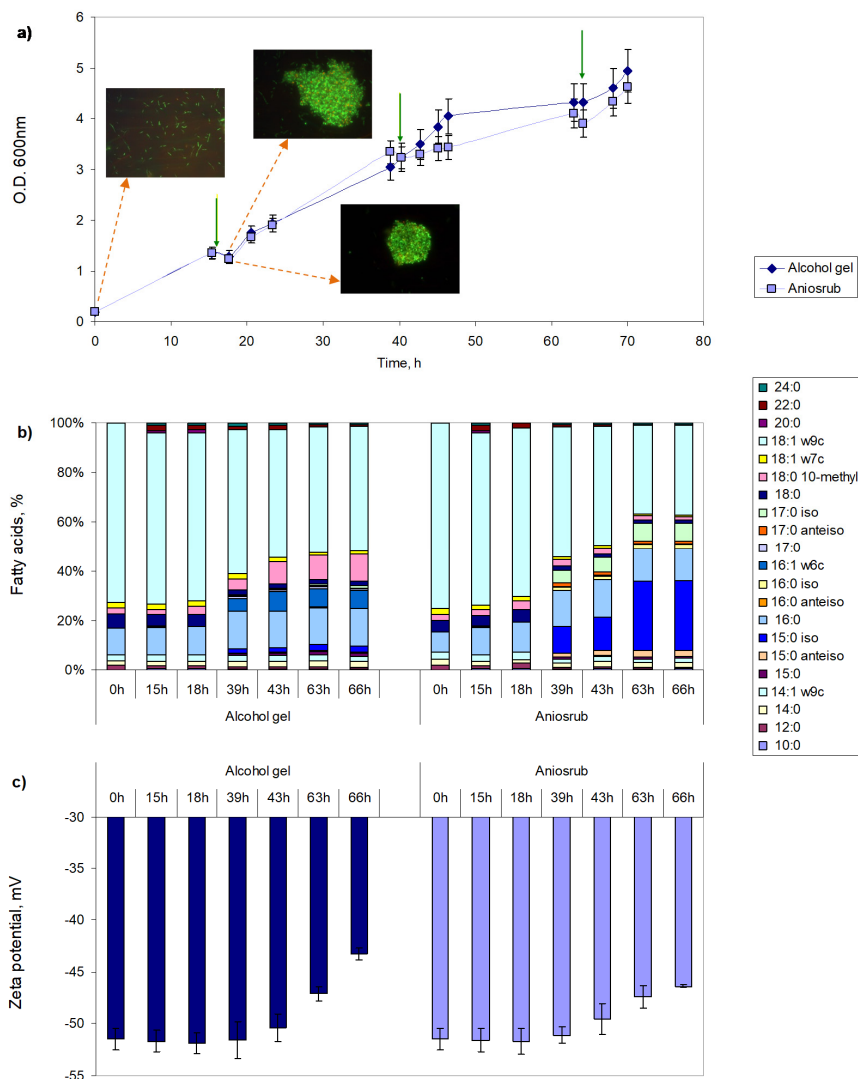 a)
6
5
4
3
2
1
0
O.D. 600nm
0 10 20 30 40 50 60 70 80
Time, h
Alcohol gel
Aniosrub
b)
100%
80%
60%
40%
20%
0%
Fatty acids, %
0h 15h 18h 39h 43h 63h 66h 0h 15h 18h 39h 43h 63h 66h
Alcohol gel Aniosrub
24:0
22:0
20:0
18:1 w9c
18:1 w7c
18:0 10-methyl
18:0
17:0 iso
17:0 anteiso
17:0
16:1 w6c
16:0 iso
16:0 anteiso
16:0
15:0 iso
15:0 anteiso
15:0
14:1 w9c
14:0
12:0
10:0
c)
Alcohol gel Aniosrub
0h 15h 18h 39h 43h 63h 66h 0h 15h 18h 39h 43h 63h 66h
-30
-35
-40
-45
-50
-55
Zeta potential, mV